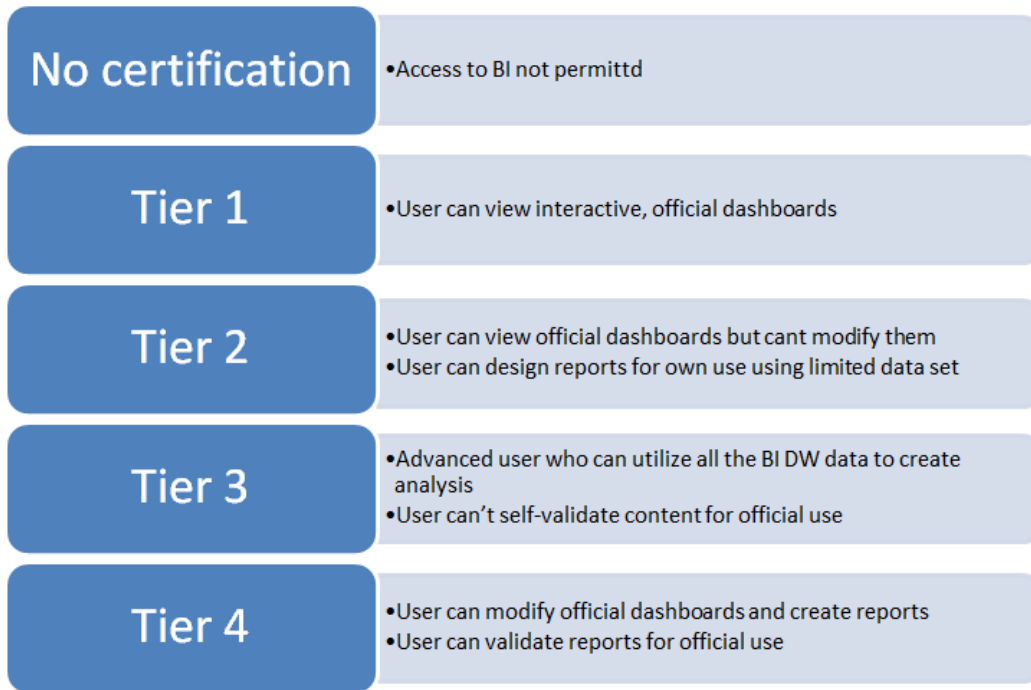 No certification
•Access to BI not permittd
Tier 1
•User can view interactive, official dashboards
Tier 2
•User can view official dashboards but cant modify them
•User can design reports for own use using limited data set
Tier 3
•Advanced user who can utilize all the BI DW data to create
analysis
•User can’t self-validate content for official use
Tier 4
•User can modify official dashboards and create reports
•User can validate reports for official use